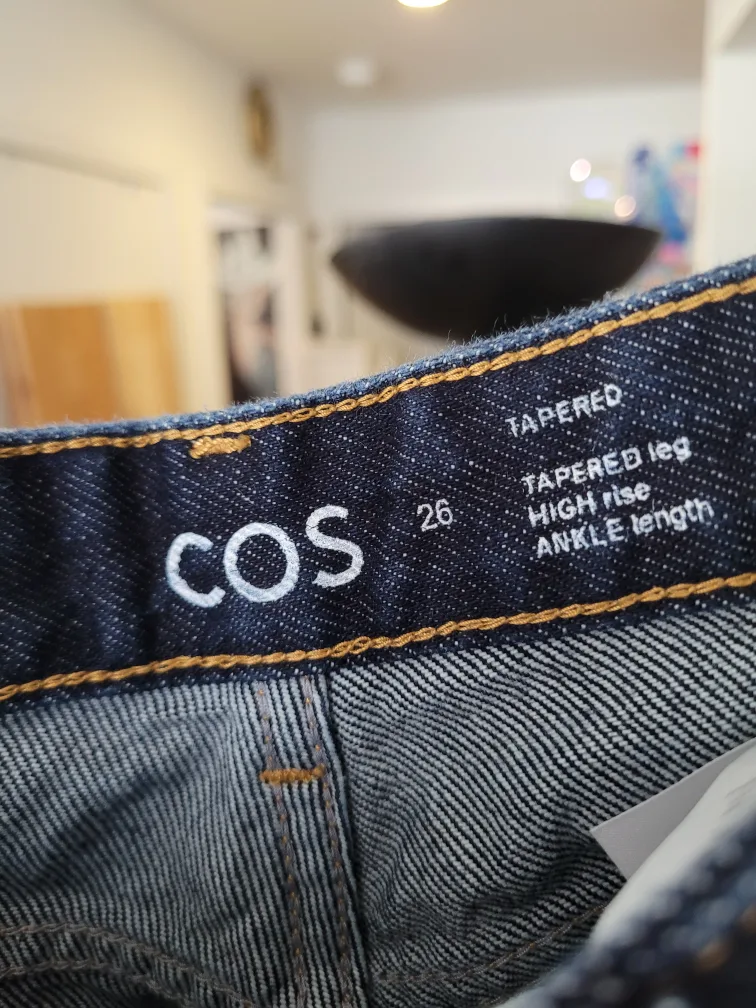 COS
26
TAPERED
TAPERED leg
HIGH rise
ANKLE length